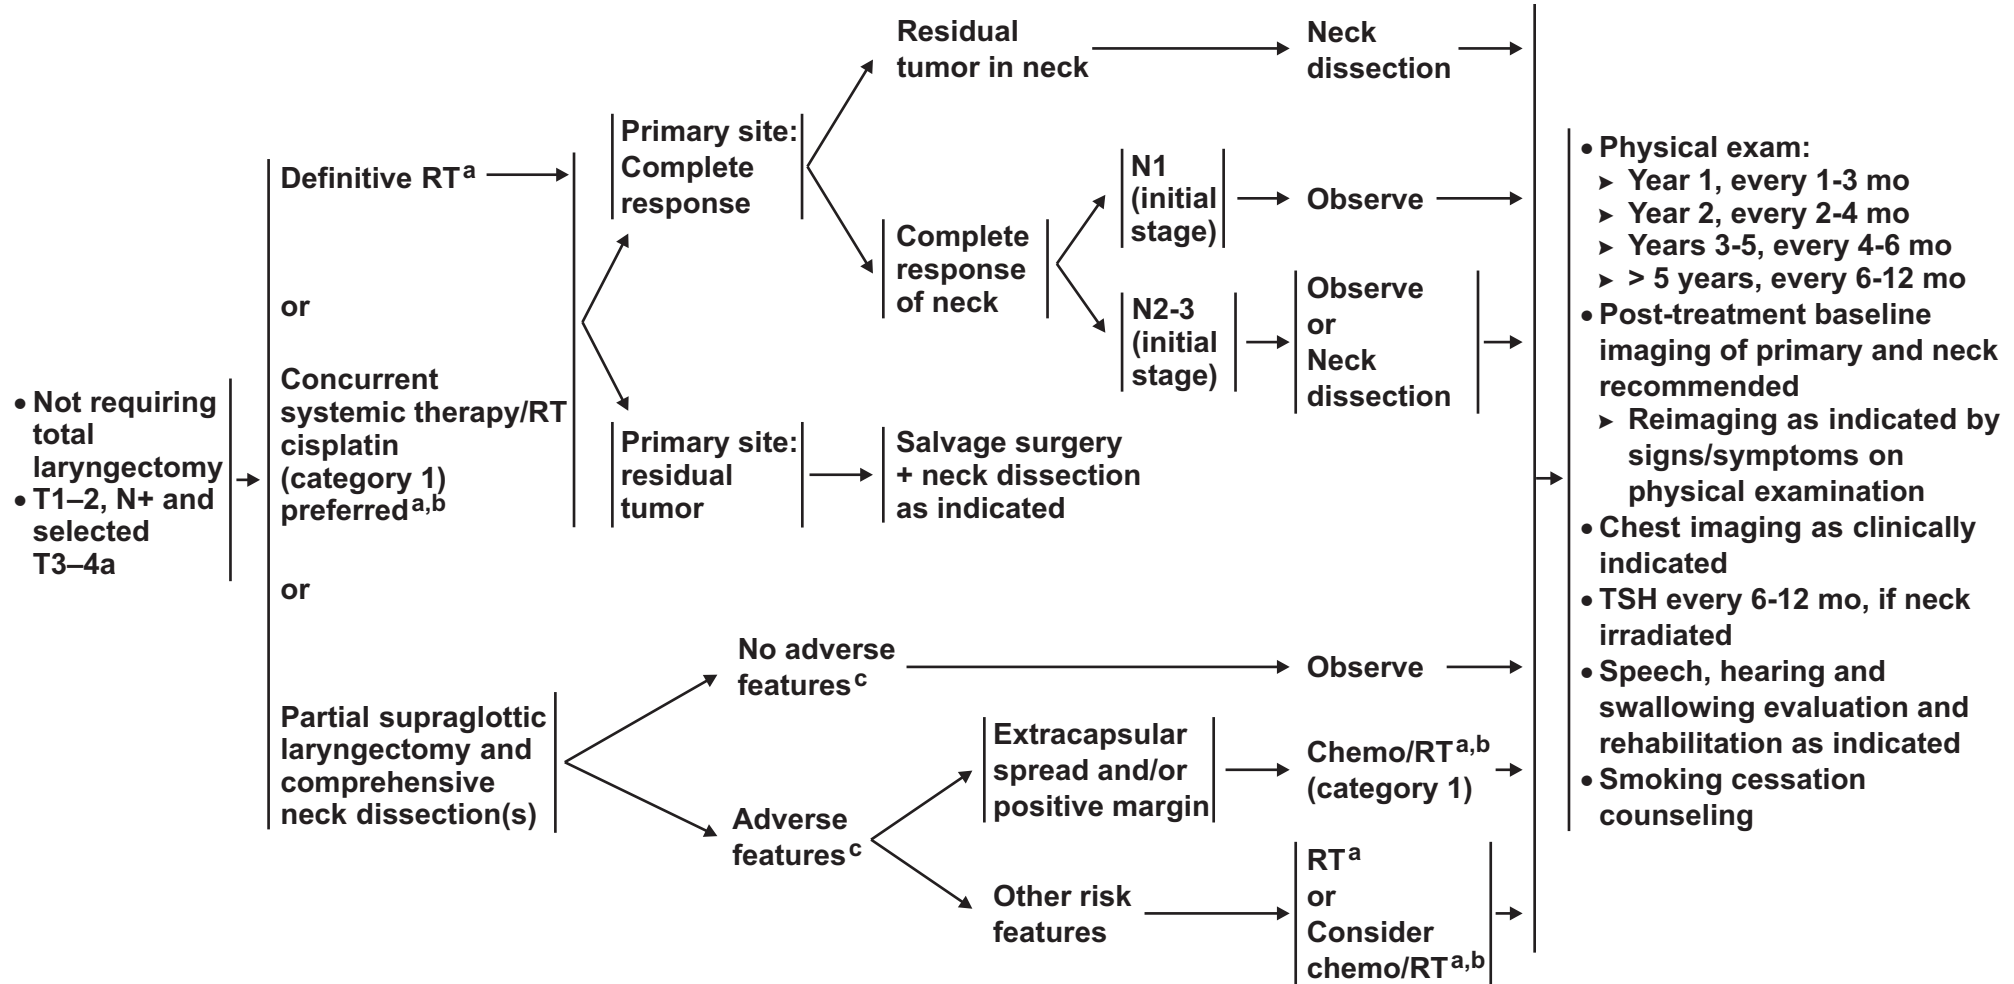 • Not requiring
total
laryngectomy
• T1–2, N+ and
selected
T3–4a
Definitive RTa
or
Concurrent
systemic therapy/RT
cisplatin
(category 1)
preferreda,b
or
Partial supraglottic
laryngectomy and
comprehensive
neck dissection(s)
Primary site:
Complete
response
Primary site:
residual
tumor
Residual
tumor in neck
Neck
dissection
Complete
response
of neck
N1
(initial
stage)
Observe
N2-3
(initial
stage)
Observe
or
Neck
dissection
Salvage surgery
+ neck dissection
as indicated
No adverse
featuresc
Observe
Adverse
featuresc
Extracapsular
spread and/or
positive margin
Chemo/RTa,b
(category 1)
Other risk
features
RTa
or
Consider
chemo/RTa,b
• Physical exam:
➤ Year 1, every 1-3 mo
➤ Year 2, every 2-4 mo
➤ Years 3-5, every 4-6 mo
➤ > 5 years, every 6-12 mo
• Post-treatment baseline
imaging of primary and neck
recommended
➤ Reimaging as indicated by
signs/symptoms on
physical examination
• Chest imaging as clinically
indicated
• TSH every 6-12 mo, if neck
irradiated
• Speech, hearing and
swallowing evaluation and
rehabilitation as indicated
• Smoking cessation
counseling